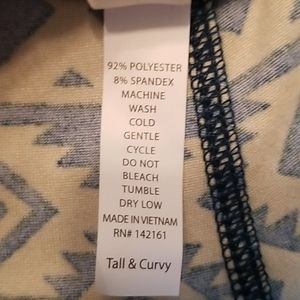 92% POLYESTER
8% SPANDEX
MACHINE
WASH
COLD
GENTLE
CYCLE
DO NOT
BLEACH
TUMBLE
DRY LOW
MADE IN VIETNAM
RN# 142161
Tall & Curvy